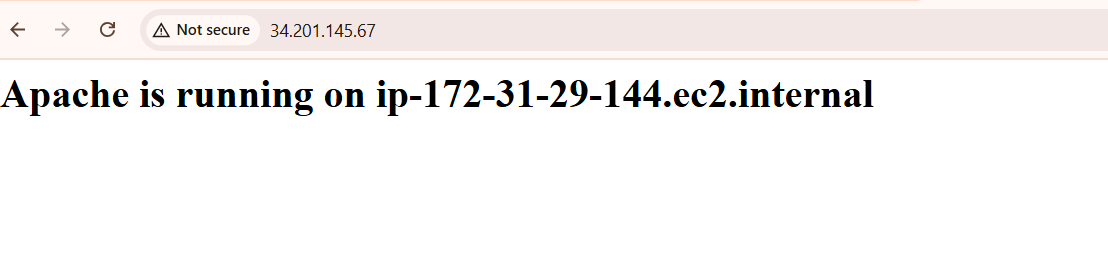 Not secure 34.201.145.67
Apache is running on ip-172-31-29-144.ec2.internal